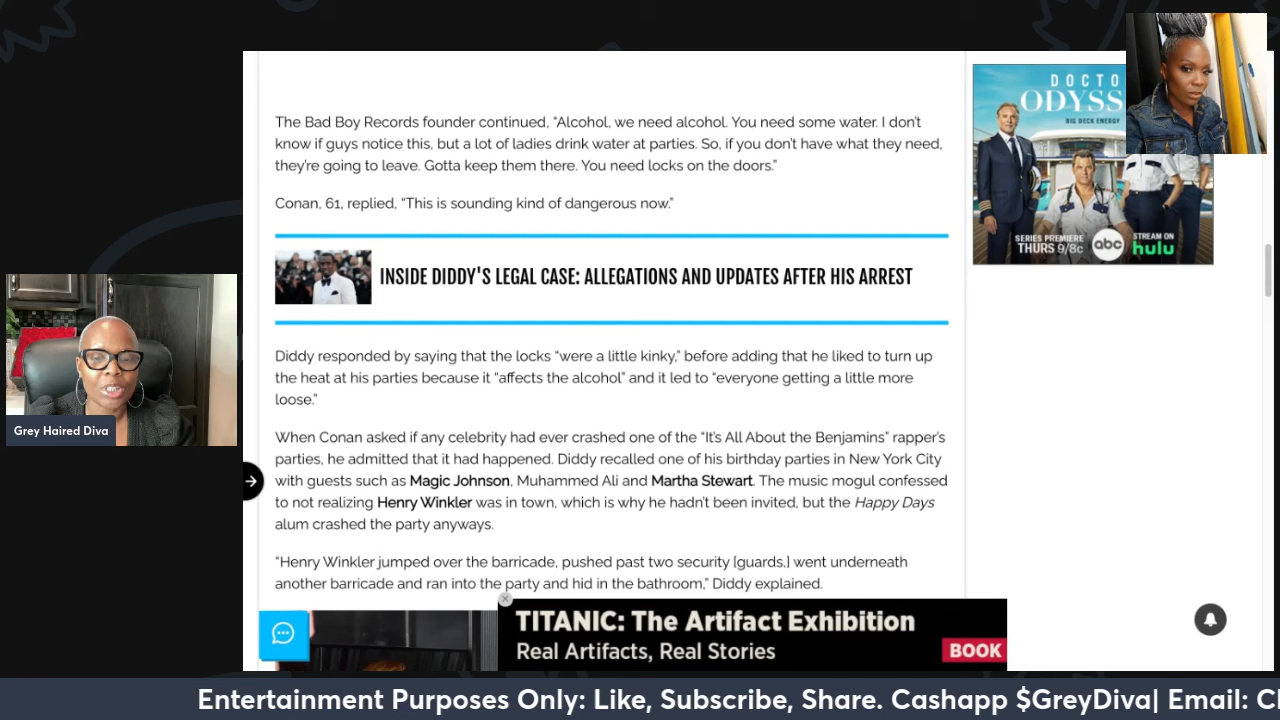 The Bad Boy Records founder continued, “Alcohol, we need alcohol. You need some water. I don’t
know if guys notice this, but a lot of ladies drink water at parties. So, if you don’t have what they need,
they’re going to leave. Gotta keep them there. You need locks on the doors.”
Conan, 61, replied, “This is sounding kind of dangerous now.”
INSIDE DIDDY'S LEGAL CASE: ALLEGATIONS AND UPDATES AFTER HIS ARREST
Diddy responded by saying that the locks “were a little kinky,” before adding that he liked to turn up
the heat at his parties because it “affects the alcohol” and it led to “everyone getting a little more
loose.”
When Conan asked if any celebrity had ever crashed one of the “It’s All About the Benjamins” rapper’s
parties, he admitted that it had happened. Diddy recalled one of his birthday parties in New York City
with guests such as Magic Johnson, Muhammed Ali and Martha Stewart. The music mogul confessed
to not realizing Henry Winkler was in town, which is why he hadn’t been invited, but the Happy Days
alum crashed the party anyways.
“Henry Winkler jumped over the barricade, pushed past two security [guards,] went underneath
another barricade and ran into the party and hid in the bathroom,” Diddy explained.
DOCTO
ODYSS
BIG DECK ENERGY
SERIES PREMIERE
THURS 9/8c
abc
STREAM ON
hulu
Grey Haired Diva
TITANIC: The Artifact Exhibition
Real Artifacts, Real Stories
BOOK
Entertainment Purposes Only: Like, Subscribe, Share. Cashapp $GreyDiva| Email: C